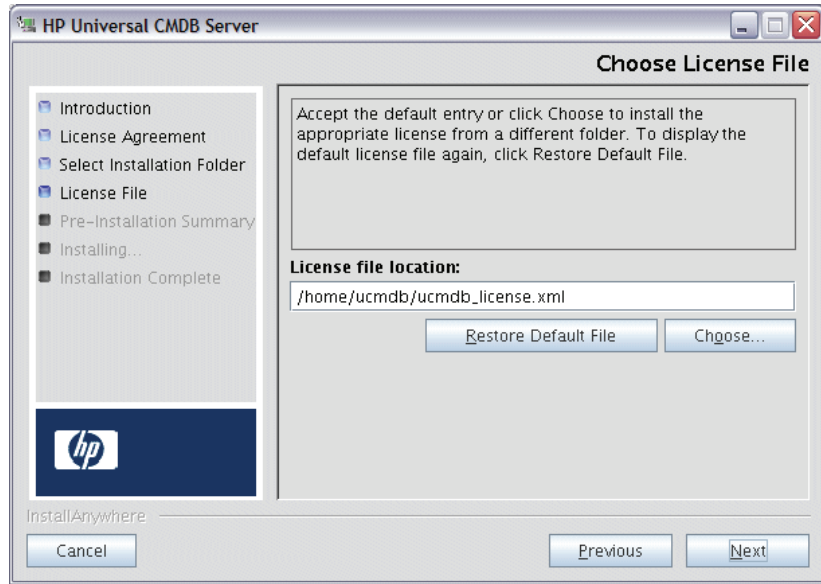 HP Universal CMDB Server
Choose License File
Introduction
License Agreement
Select Installation Folder
License File
Pre-Installation Summary
Installing...
Installation Complete
Accept the default entry or click Choose to install the
appropriate license from a different folder. To display the
default license file again, click Restore Default File.
License file location:
/home/ucmdb/ucmdb_license.xml
Restore Default File
Choose...
hp
InstallAnywhere
Cancel
Previous
Next